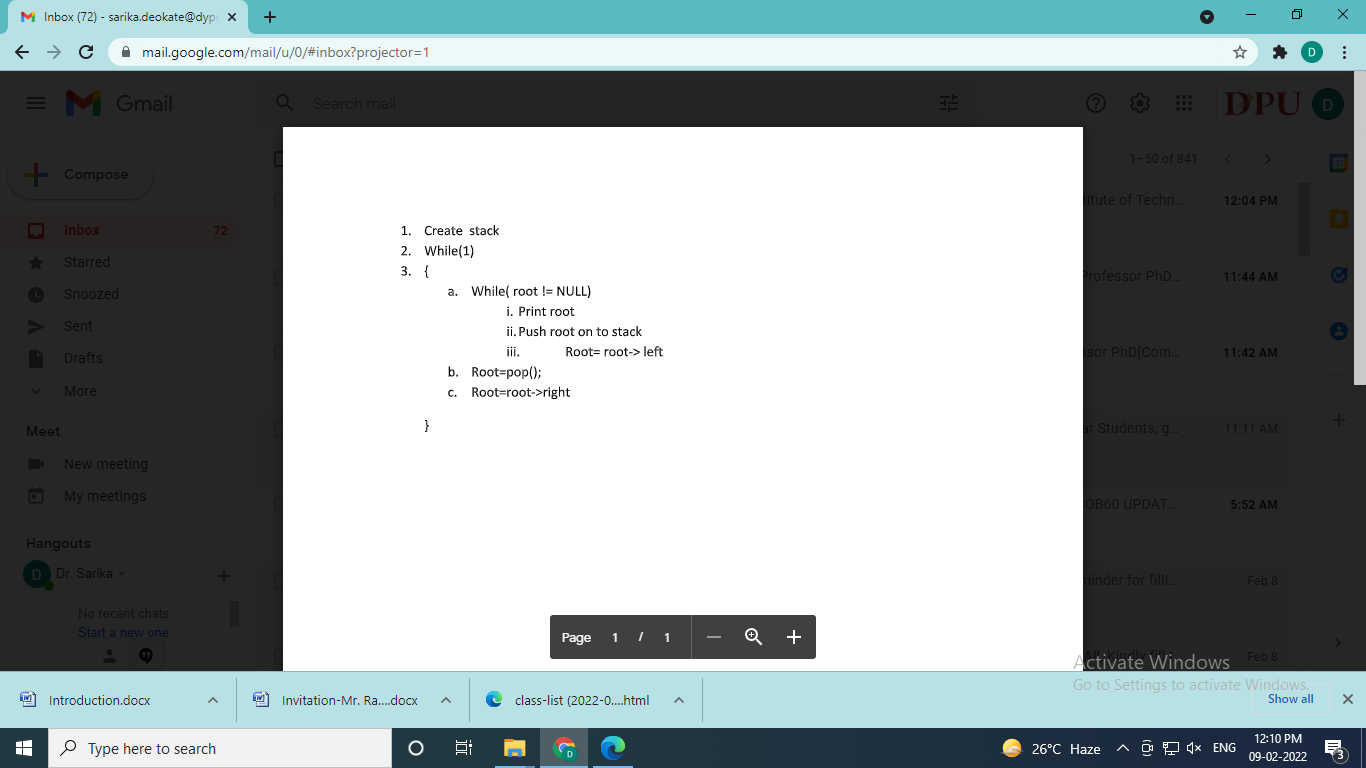 Inbox (72) - sarika.deokate@dyp
mail.google.com/mail/u/0/#inbox?projector=1
D
Gmail
Search mail
DPU
D
Compose
1–50 of 841
Inbox 72
titute of Techn... 12:04 PM
Starred
Professor PhD... 11:44 AM
Snoozed
Sent
Drafts
ssor PhD[Com... 11:42 AM
More
Meet
ar Students, g... 11:11 AM
New meeting
My meetings
OB60 UPDAT... 5:52 AM
Hangouts
D Dr. Sarika
ninder for filli... Feb 8
No recent chats
Start a new one
Feb 8
1. Create stack
2. While(1)
3. {
a. While( root != NULL)
i. Print root
ii. Push root on to stack
iii. Root= root-> left
b. Root=pop();
c. Root=root->right
}
Page 1 / 1
Activate Windows
Go to Settings to activate Windows.
Introduction.docx
Invitation-Mr. Ra....docx
class-list (2022-0....html
Show all
Type here to search
26°C Haze
ENG
12:10 PM
09-02-2022
3